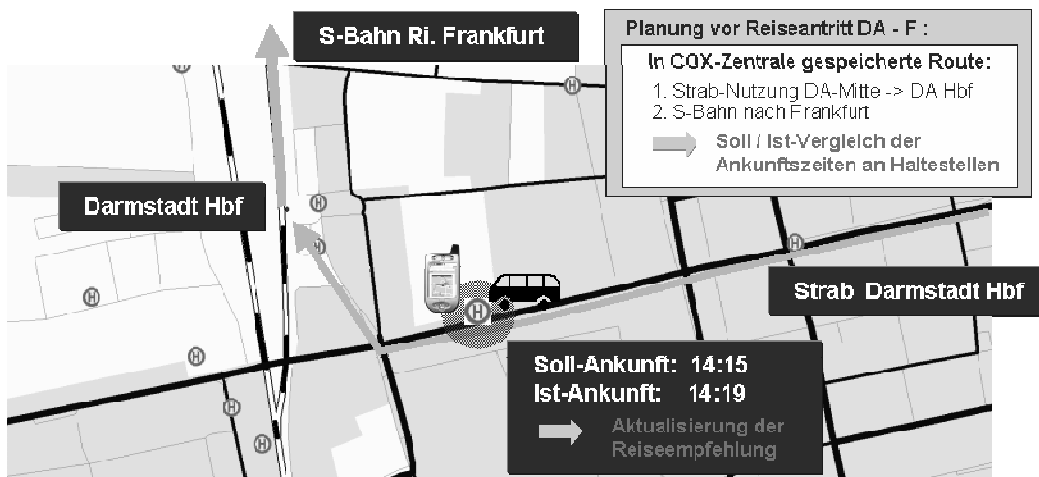 S-Bahn Ri. Frankfurt
Planung vor Reiseantritt DA - F :
In COX-Zentrale gespeicherte Route:
1. Strab-Nutzung DA-Mitte -> DA Hbf
2. S-Bahn nach Frankfurt
Soll / Ist-Vergleich der
Ankunftszeiten an Haltestellen
H
H
Darmstadt Hbf
H
H
H
H
H
Strab Darmstadt Hbf
H
Soll-Ankunft: 14:15
Ist-Ankunft: 14:19
Aktualisierung der
Reiseempfehlung
H
H